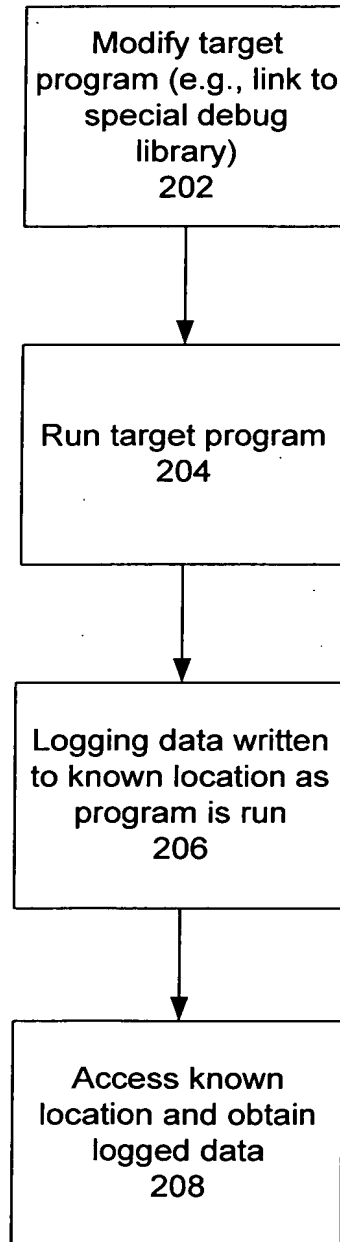 Modify target
program (e.g., link to
special debug
library)
202
Run target program
204
Logging data written
to known location as
program is run
206
Access known
location and obtain
logged data
208